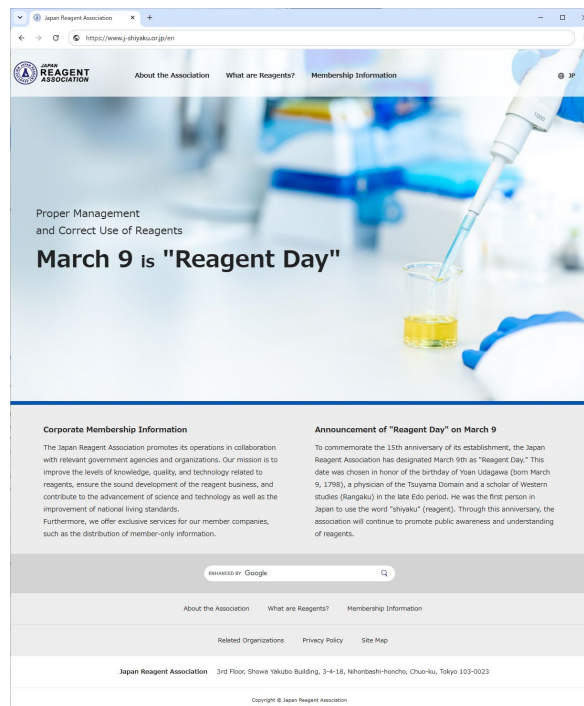 Japan Reagent Association
https://www.j-shiyaku.or.jp/en
JAPAN
REAGENT
ASSOCIATION
About the Association What are Reagents? Membership Information
JP
1000
Proper Management
and Correct Use of Reagents
March 9 is "Reagent Day"
Corporate Membership Information
The Japan Reagent Association promotes its operations in collaboration
with relevant government agencies and organizations. Our mission is to
improve the levels of knowledge, quality, and technology related to
reagents, ensure the sound development of the reagent business, and
contribute to the advancement of science and technology as well as the
improvement of national living standards.
Furthermore, we offer exclusive services for our member companies,
such as the distribution of member-only information.
Announcement of "Reagent Day" on March 9
To commemorate the 15th anniversary of its establishment, the Japan
Reagent Association has designated March 9th as "Reagent Day." This
date was chosen in honor of the birthday of Yoan Udagawa (born March
9, 1798), a physician of the Tsuyama Domain and a scholar of Western
studies (Rangaku) in the late Edo period. He was the first person in
Japan to use the word "shiyaku" (reagent). Through this anniversary, the
association will continue to promote public awareness and understanding
of reagents.
ENHANCED BY Google
About the Association What are Reagents? Membership Information
Related Organizations Privacy Policy Site Map
Japan Reagent Association 3rd Floor, Showa Yakubo Building, 3-4-18, Nihonbashi-honcho, Chuo-ku, Tokyo 103-0023
Copyright @ Japan Reagent Association